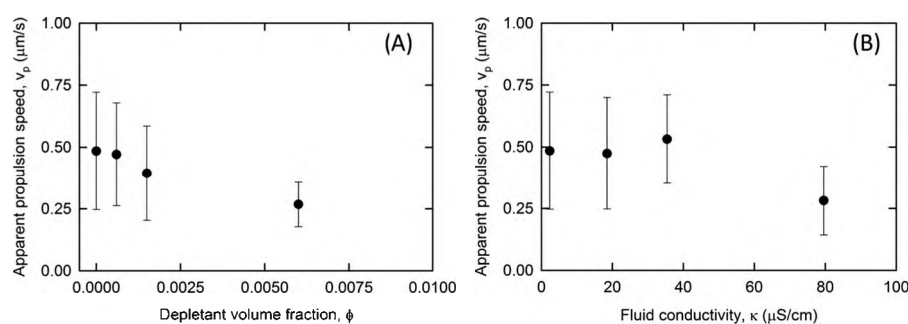 1.00
0.75
0.50
0.25
0.00
Apparent propulsion speed, vp (μm/s)
(A)
0.0000 0.0025 0.0050 0.0075 0.0100
Depletant volume fraction, ϕ
1.00
0.75
0.50
0.25
0.00
Apparent propulsion speed, vp (μm/s)
(B)
0 20 40 60 80 100
Fluid conductivity, κ (μS/cm)